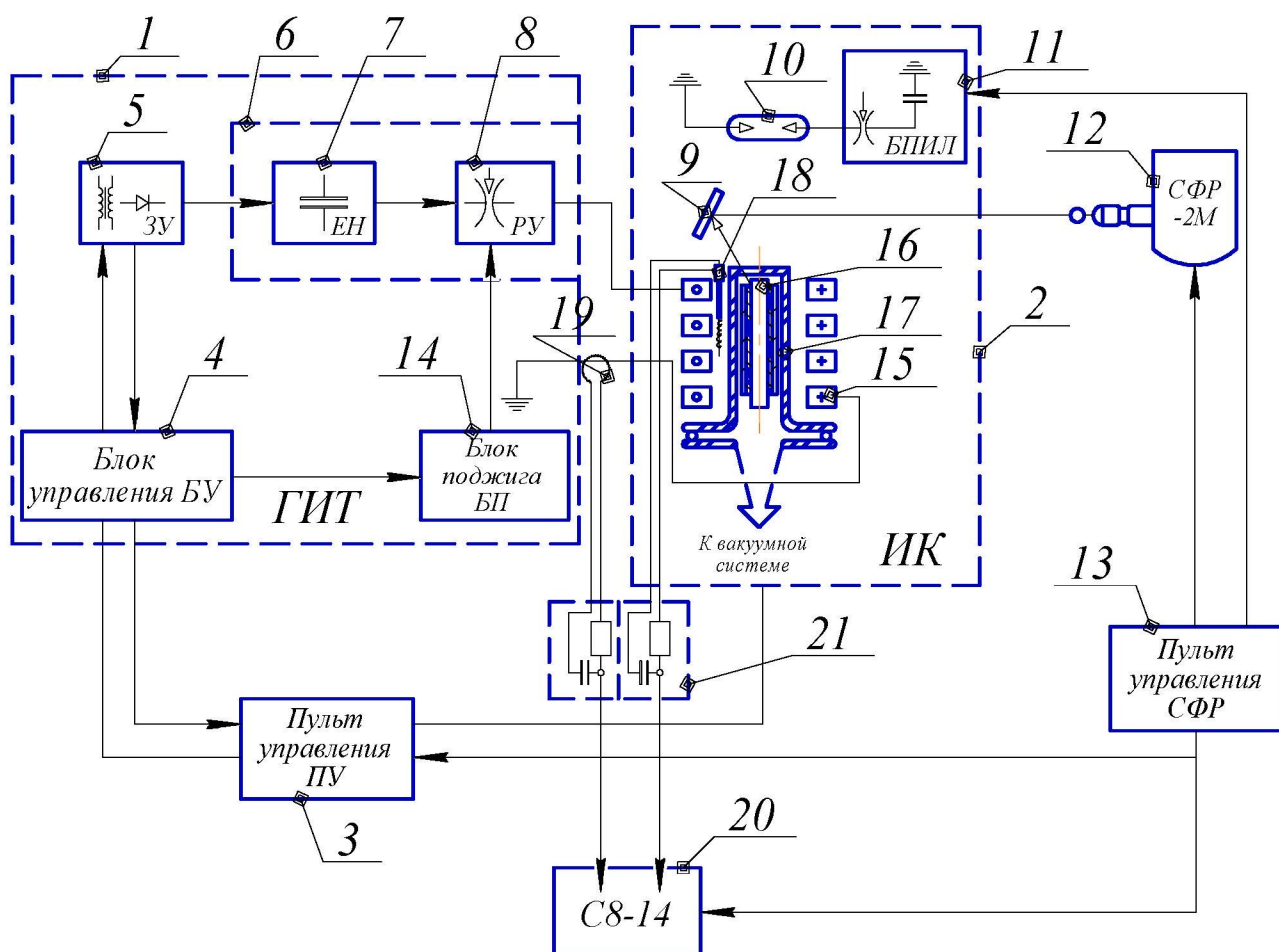 1
6
7
8
10
11
5
12
БПИЛ
9
18
СФР
-2М
ЗУ
ЕН
РУ
16
19
17
2
4
14
15
Блок
управления БУ
Блок
поджига
БП
ГИТ
К вакуумной
системе
ИК
13
21
Пульт
управления
СФР
Пульт
управления
ПУ
3
20
С8-14